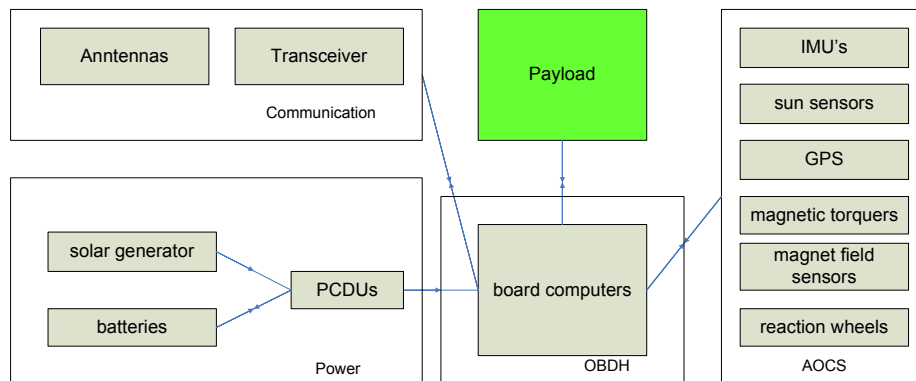 Anntennas
Transceiver
Communication
Payload
IMU's
sun sensors
GPS
magnetic torquers
magnet field
sensors
reaction wheels
AOCS
solar generator
batteries
PCDUs
Power
board computers
OBDH